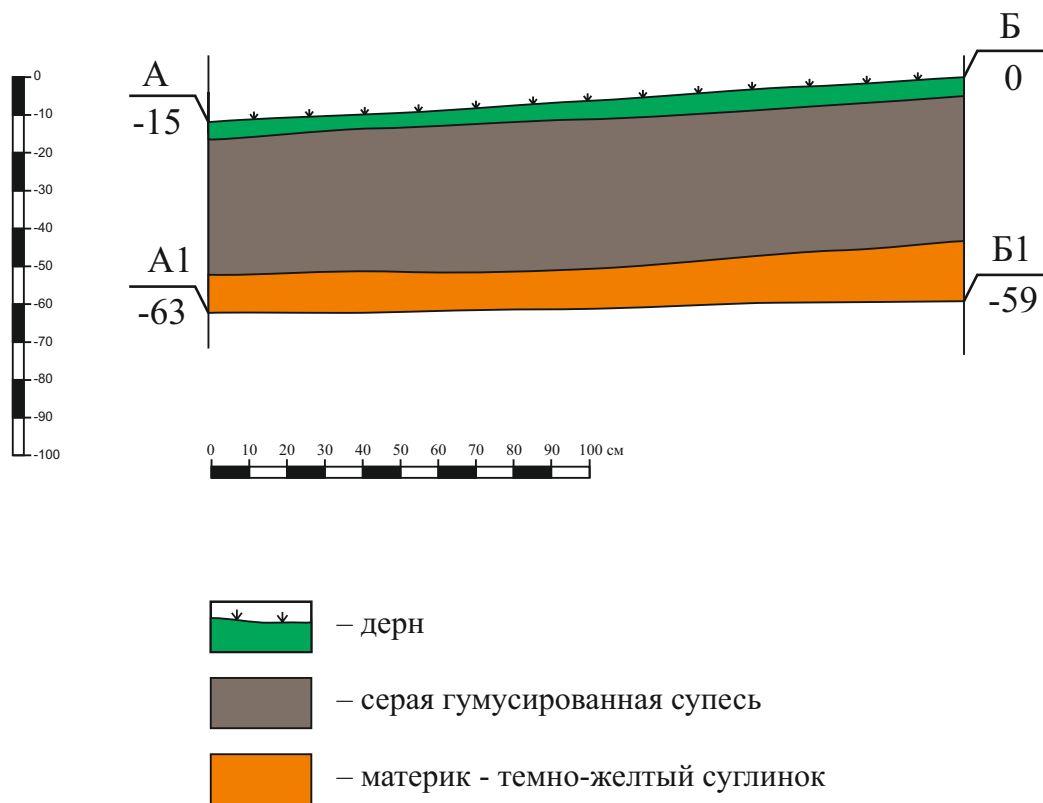 Б
0
А
-15
0
-10
-20
-30
-40
-50
-60
-70
-80
-90
-100
А1
-63
Б1
-59
0 10 20 30 40 50 60 70 80 90 100 см
– дерн
– серая гумусированная супесь
– материк - темно-желтый суглинок